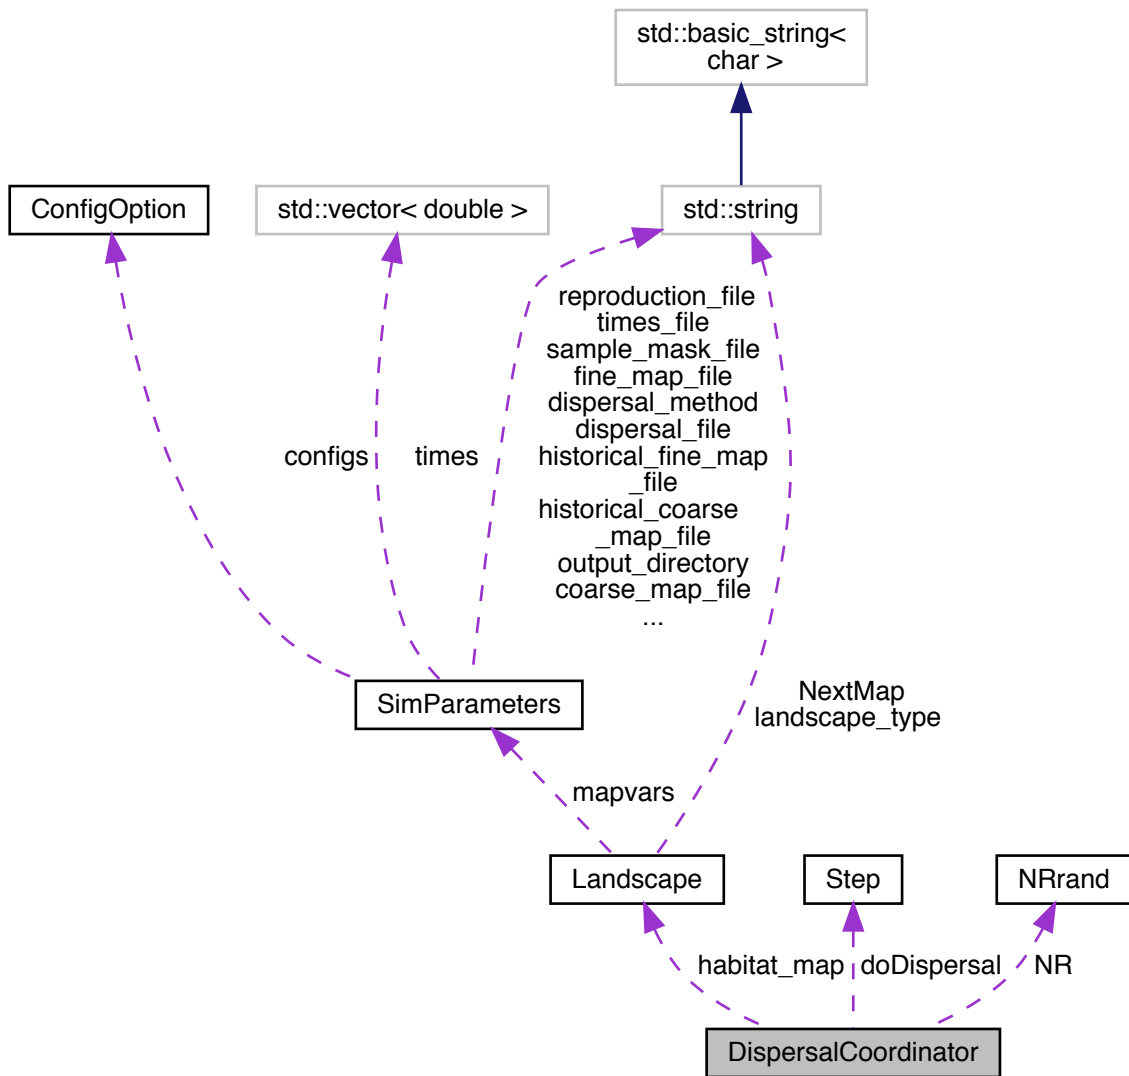 std::basic_string<
char >
ConfigOption
std::vector< double >
std::string
reproduction_file
times_file
sample_mask_file
fine_map_file
dispersal_method
dispersal_file
historical_fine_map
_file
historical_coarse
_map_file
output_directory
coarse_map_file
...
configs
times
SimParameters
NextMap
landscape_type
mapvars
Landscape
Step
NRrand
habitat_map
doDispersal
NR
DispersalCoordinator